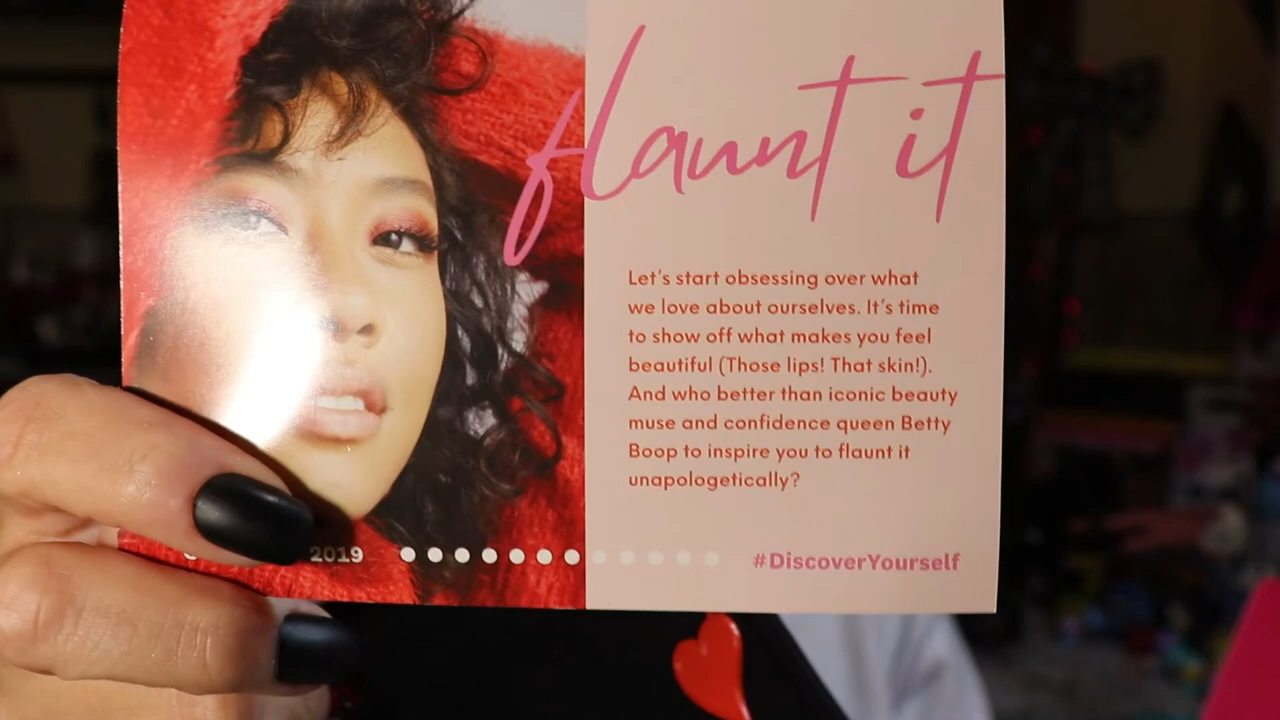 flaunt it
Let's start obsessing over what
we love about ourselves. It's time
to show off what makes you feel
beautiful (Those lips! That skin!).
And who better than iconic beauty
muse and confidence queen Betty
Boop to inspire you to flaunt it
unapologetically?
2019
#DiscoverYourself